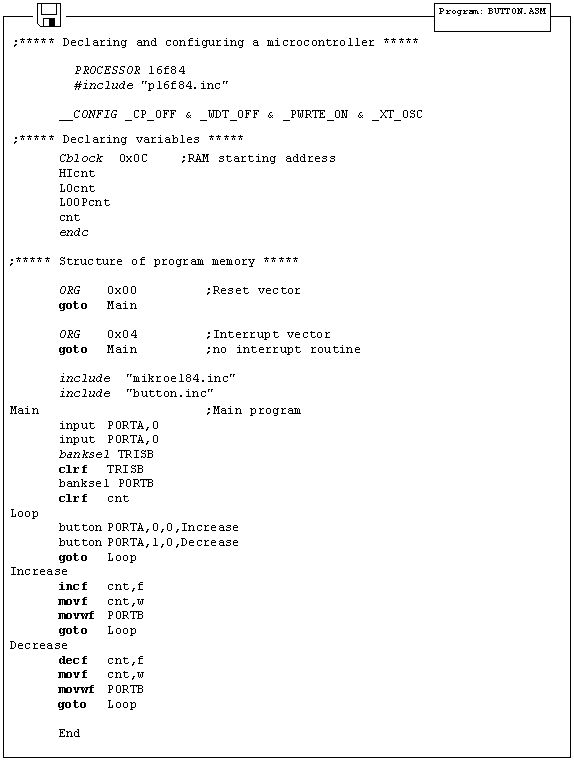 Program: BUTTON.ASM
;***** Declaring and configuring a microcontroller *****
PROCESSOR 16f84
#include "p16f84.inc"
__CONFIG _CP_OFF & _WDT_OFF & _PWRTE_ON & _XT_OSC
;***** Declaring variables *****
Cblock 0x0C ;RAM starting address
HIcnt
LOcnt
LOOPcnt
cnt
endc
;***** Structure of program memory *****
ORG 0x00 ;Reset vector
goto Main
ORG 0x04 ;Interrupt vector
goto Main ;no interrupt routine
include "mikroel84.inc"
include "button.inc"
Main ;Main program
input PORTA,0
input PORTA,0
banksel TRISB
clrf TRISB
banksel PORTB
clrf cnt
Loop
button PORTA,0,0,Increase
button PORTA,1,0,Decrease
goto Loop
Increase
incf cnt,f
movf cnt,w
movwf PORTB
goto Loop
Decrease
decf cnt,f
movf cnt,w
movwf PORTB
goto Loop
End